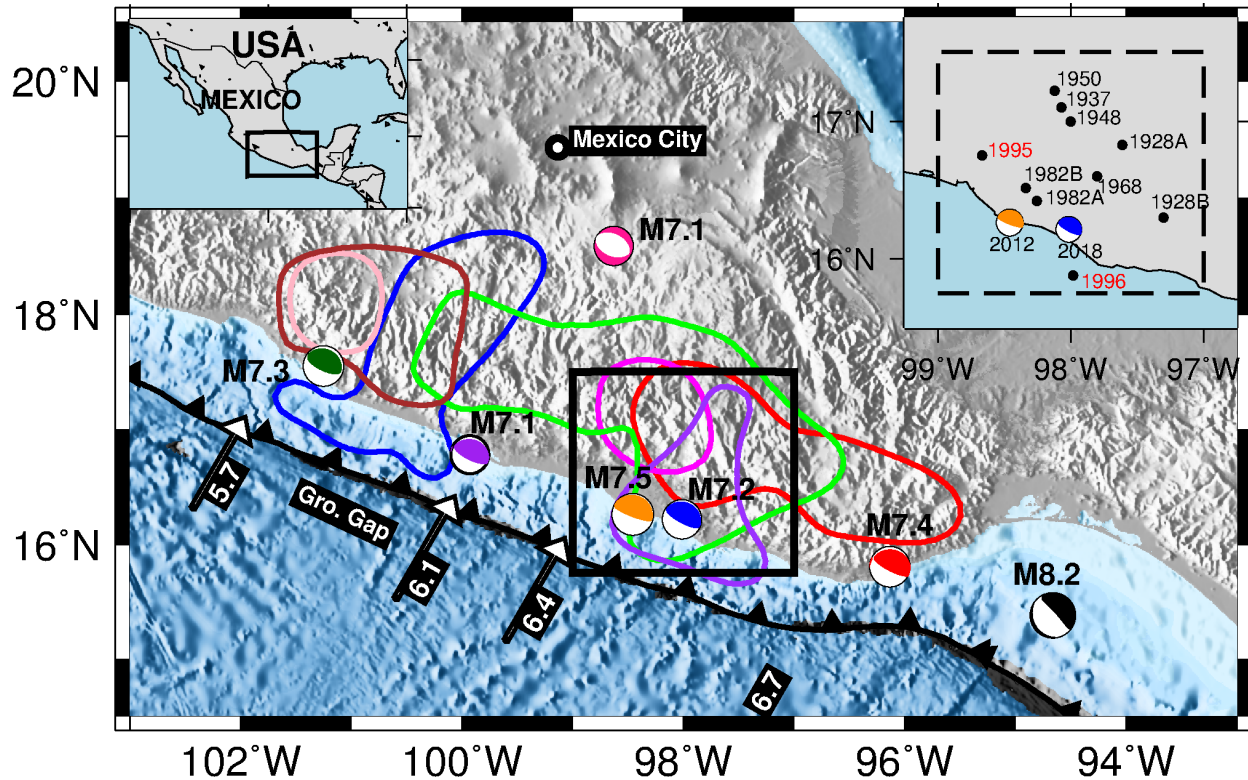 USA
MEXICO
20°N
18°N
16°N
Mexico City
M7.1
M7.3
M7.1
M7.5
M7.2
M7.4
M8.2
5.7
Gro. Gap
6.1
6.4
6.7
102°W
100°W
98°W
96°W
94°W
1950
1937
1948
1928A
1995
1982B
1968
1982A
1928B
2012
2018
1996
17°N
16°N
99°W
98°W
97°W